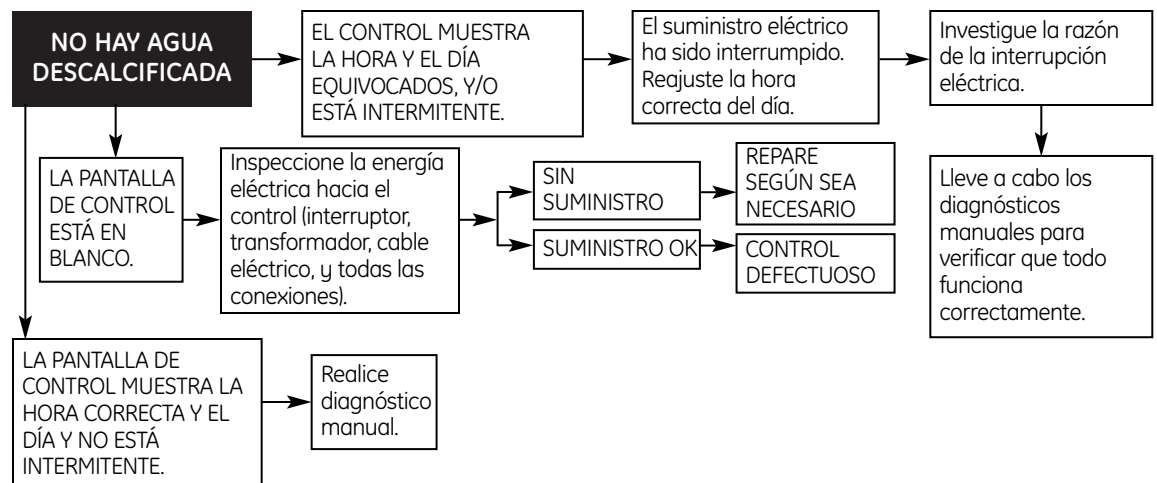 NO HAY AGUA
DESCALCIFICADA
EL CONTROL MUESTRA
LA HORA Y EL DÍA
EQUIVOCADOS, Y/O
ESTÁ INTERMITENTE.
El suministro eléctrico
ha sido interrumpido.
Reajuste la hora
correcta del día.
Investigue la razón
de la interrupción
eléctrica.
Lleve a cabo los
diagnósticos
manuales para
verificar que todo
funciona
correctamente.
LA PANTALLA
DE CONTROL
ESTÁ EN
BLANCO.
Inspeccione la energía
eléctrica hacia el
control (interruptor,
transformador, cable
eléctrico, y todas las
conexiones).
SIN
SUMINISTRO
REPARE
SEGÚN SEA
NECESARIO
SUMINISTRO OK
CONTROL
DEFECTUOSO
LA PANTALLA DE
CONTROL MUESTRA LA
HORA CORRECTA Y EL
DÍA Y NO ESTÁ
INTERMITENTE.
Realice
diagnóstico
manual.